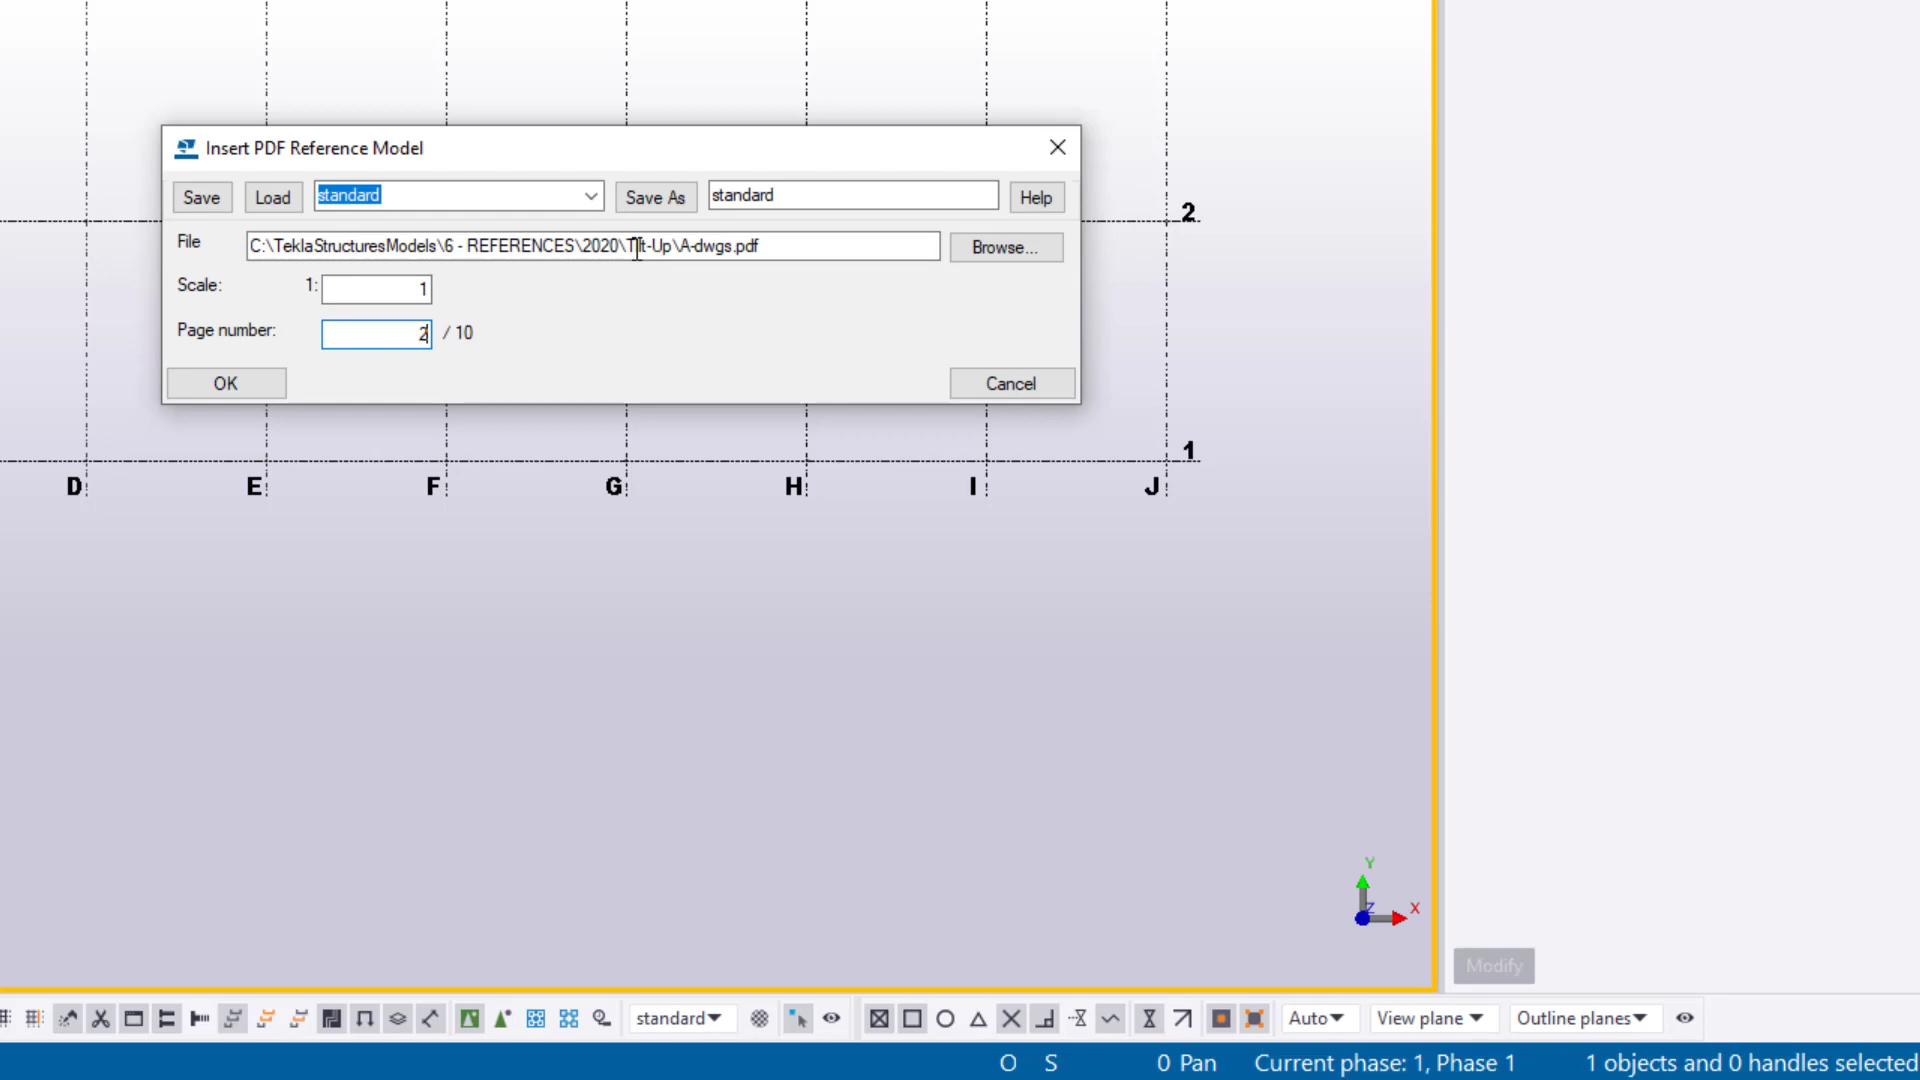 Insert PDF Reference Model
Save Load standard Save As standard Help
File C:\TeklaStructuresModels\6 - REFERENCES\2020\Tilt-Up\A-dwgs.pdf Browse...
Scale: 1: 1
Page number: 2 / 10
OK Cancel
2
1
D E F G H I J
Y
Z X
Modify
standard Auto View plane Outline planes
O S 0 Pan Current phase: 1, Phase 1 1 objects and 0 handles selected